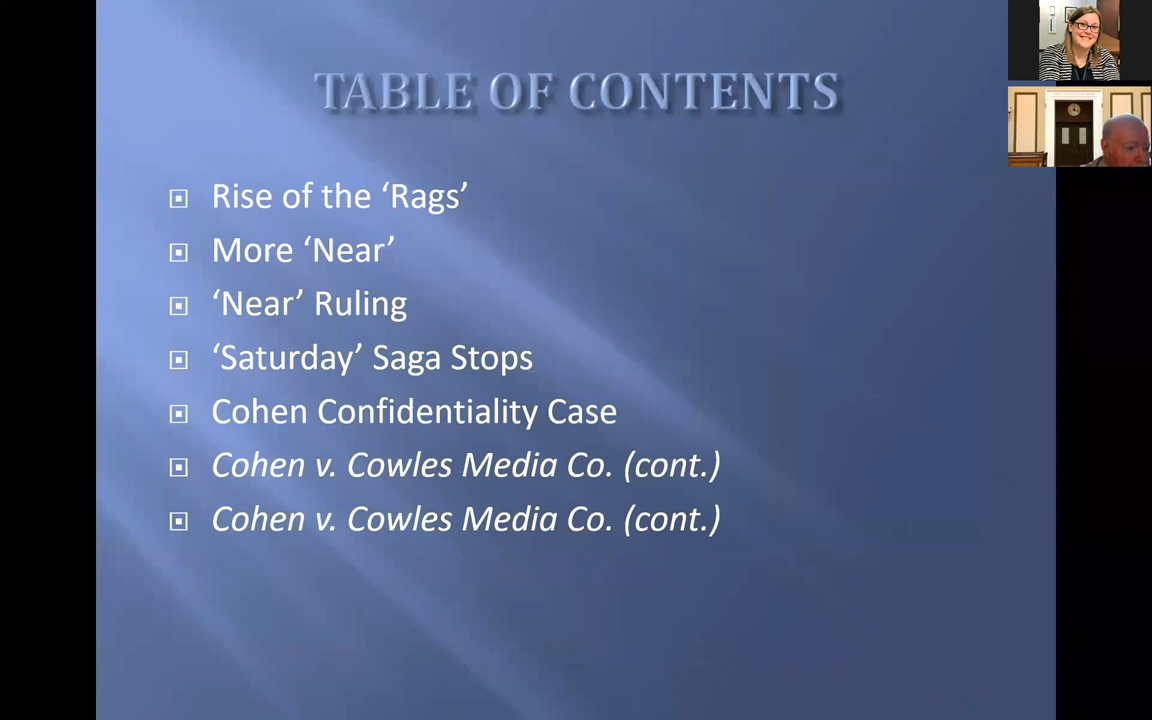 TABLE OF CONTENTS
Rise of the ‘Rags’
More ‘Near’
‘Near’ Ruling
‘Saturday’ Saga Stops
Cohen Confidentiality Case
Cohen v. Cowles Media Co. (cont.)
Cohen v. Cowles Media Co. (cont.)